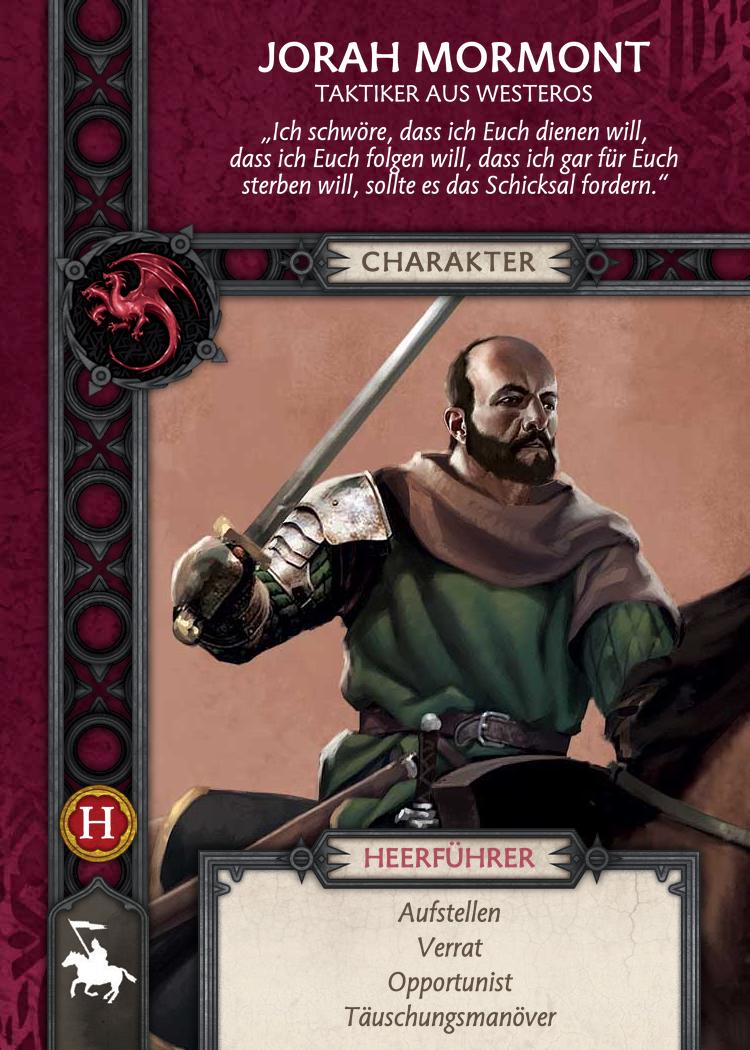 JORAH MORMONT
TAKTIKER AUS WESTEROS
„Ich schwöre, dass ich Euch dienen will,
dass ich Euch folgen will, dass ich gar für Euch
sterben will, sollte es das Schicksal fordern.“
CHARAKTER
H
HEERFÜHRER
Aufstellen
Verrat
Opportunist
Täuschungsmanöver